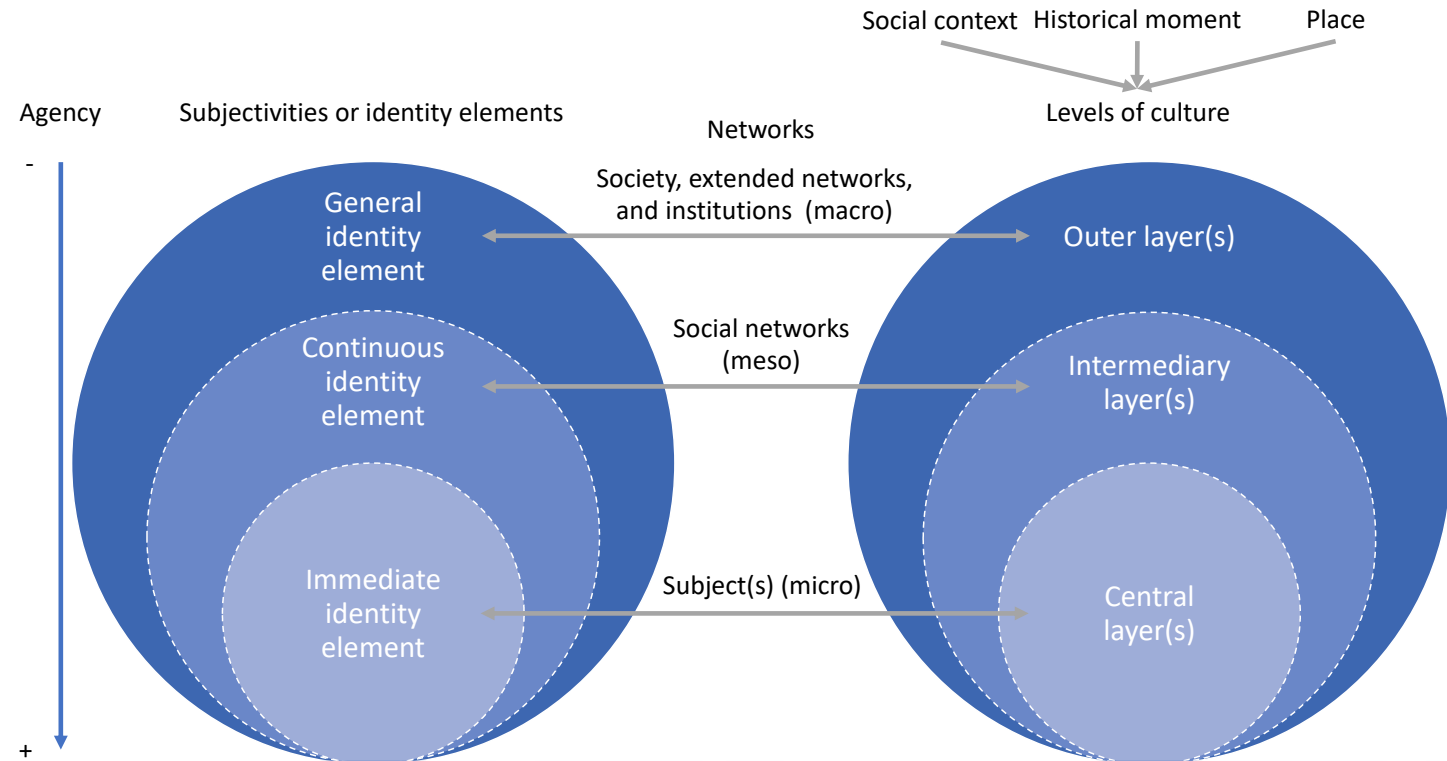 Social context
Historical moment
Place
Agency
Subjectivities or identity elements
Networks
Levels of culture
-
General
identity
element
Society, extended networks,
and institutions (macro)
Outer layer(s)
Continuous
identity
element
Social networks
(meso)
Intermediary
layer(s)
Immediate
identity
element
Subject(s) (micro)
Central
layer(s)
+